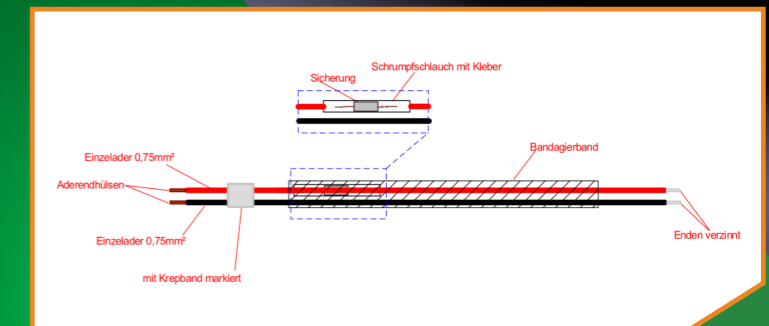 Schrumpfschlauch mit Kleber
Sicherung
Bandagierband
Einzelader 0,75mm²
Aderendhülsen
Enden verzinnt
Einzelader 0,75mm²
mit Krepband markiert